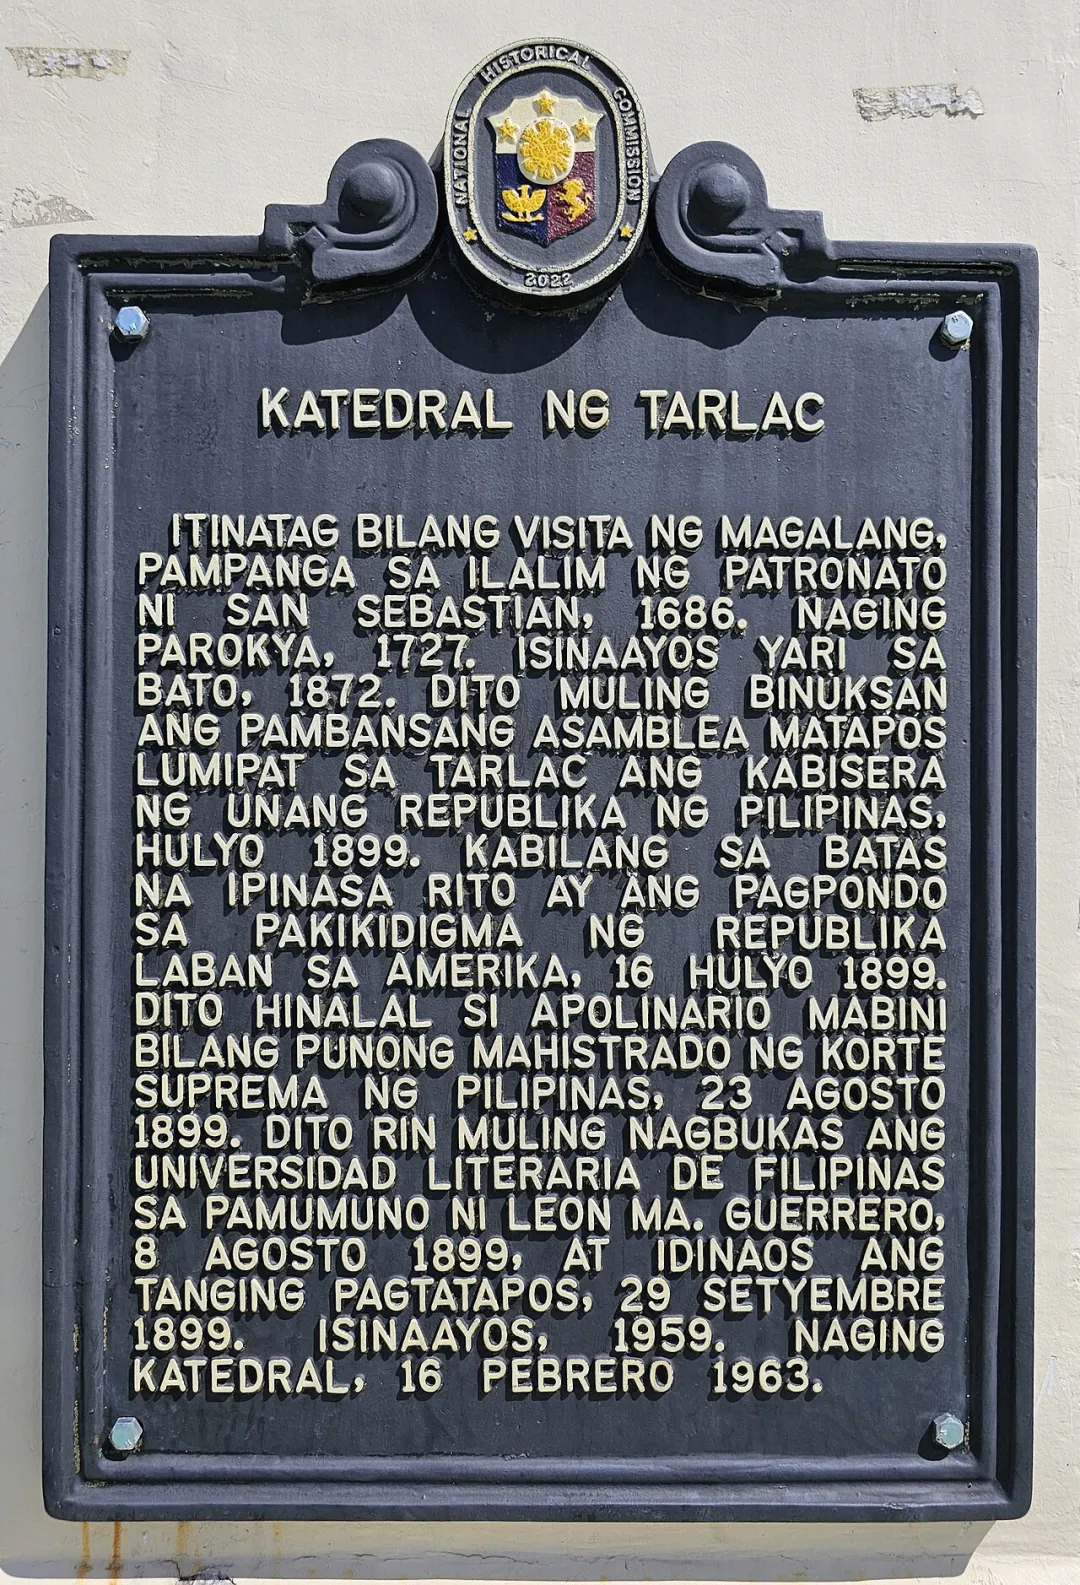 NATIONAL HISTORICAL COMMISSION
2022
KATEDRAL NG TARLAC
ITINATAG BILANG VISITA NG MAGALANG,
PAMPANGA SA ILALIM NG PATRONATO
NI SAN SEBASTIAN, 1686. NAGING
PAROKYA, 1727. ISINAAYOS YARI SA
BATO, 1872. DITO MULING BINUKSAN
ANG PAMBANSANG ASAMBLEA MATAPOS
LUMIPAT SA TARLAC ANG KABISERA
NG UNANG REPUBLIKA NG PILIPINAS,
HULYO 1899. KABILANG SA BATAS
NA IPINASA RITO AY ANG PAGPONDO
SA PAKIKIDIGMA NG REPUBLIKA
LABAN SA AMERIKA, 16 HULYO 1899.
DITO HINALAL SI APOLINARIO MABINI
BILANG PUNONG MAHISTRADO NG KORTE
SUPREMA NG PILIPINAS, 23 AGOSTO
1899. DITO RIN MULING NAGBUKAS ANG
UNIVERSIDAD LITERARIA DE FILIPINAS
SA PAMUMUNO NI LEON MA. GUERRERO,
8 AGOSTO 1899, AT IDINAOS ANG
TANGING PAGTATAPOS, 29 SETYEMBRE
1899. ISINAAYOS, 1959. NAGING
KATEDRAL, 16 PEBRERO 1963.